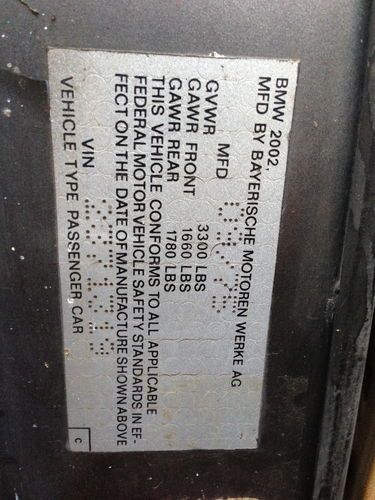 BMW 2002,
MFD BY BAYERISCHE MOTOREN WERKE AG
MFD
GVWR 3300 LBS
GAWR FRONT 1660 LBS
GAWR REAR 1780 LBS
THIS VEHICLE CONFORMS TO ALL APPLICABLE
FEDERAL MOTOR VEHICLE SAFETY STANDARDS IN EF-
FECT ON THE DATE OF MANUFACTURE SHOWN ABOVE
VIN
VEHICLE TYPE PASSENGER CAR
C